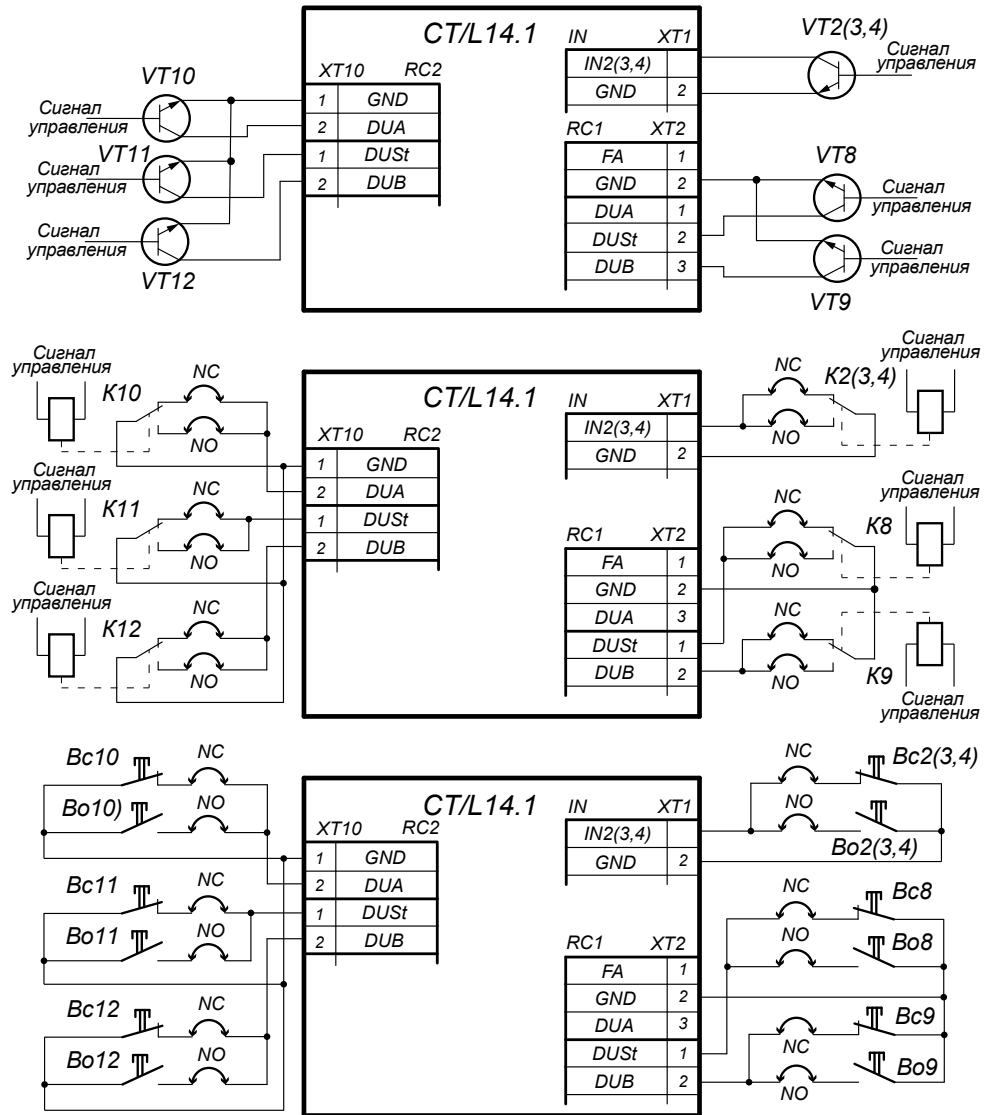 CT/L14.1
IN XT1
IN2(3,4)
GND 2
XT10 RC2
1 GND
2 DUA
1 DUSt
2 DUB
RC1 XT2
FA 1
GND 2
DUA 1
DUSt 2
DUB 3
VT10
Сигнал
управления
VT11
Сигнал
управления
Сигнал
управления
VT12
VT2(3,4)
Сигнал
управления
VT8
Сигнал
управления
Сигнал
управления
VT9
CT/L14.1
IN XT1
IN2(3,4)
GND 2
XT10 RC2
1 GND
2 DUA
1 DUSt
2 DUB
RC1 XT2
FA 1
GND 2
DUA 3
DUSt 1
DUB 2
Сигнал
управления
K10
NC
NO
Сигнал
управления
K11
NC
NO
Сигнал
управления
K12
NC
NO
Сигнал
управления
NC
K2(3,4)
NO
Сигнал
управления
NC
K8
NO
NC
NO
K9
Сигнал
управления
CT/L14.1
IN XT1
IN2(3,4)
GND 2
XT10 RC2
1 GND
2 DUA
1 DUSt
2 DUB
RC1 XT2
FA 1
GND 2
DUA 3
DUSt 1
DUB 2
Bc10 NC
Bo10) NO
Bc11 NC
Bo11 NO
Bc12 NC
Bo12 NO
NC Bc2(3,4)
NO
Bo2(3,4)
NC Bc8
NO Bo8
Bc9
NC
Bo9
NO